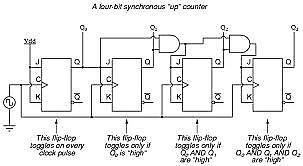 A four-bit synchronous "up" counter
Q0 Q1 Q2 Q3
Vdd
J Q J Q J Q J Q
C C C C
K Q K Q K Q K Q
This flip-flop toggles on every clock pulse
This flip-flop toggles only if Q0 is "high"
This flip-flop toggles only if Q0 AND Q1 are "high"
This flip-flop toggles only if Q0 AND Q1 AND Q2 are "high"